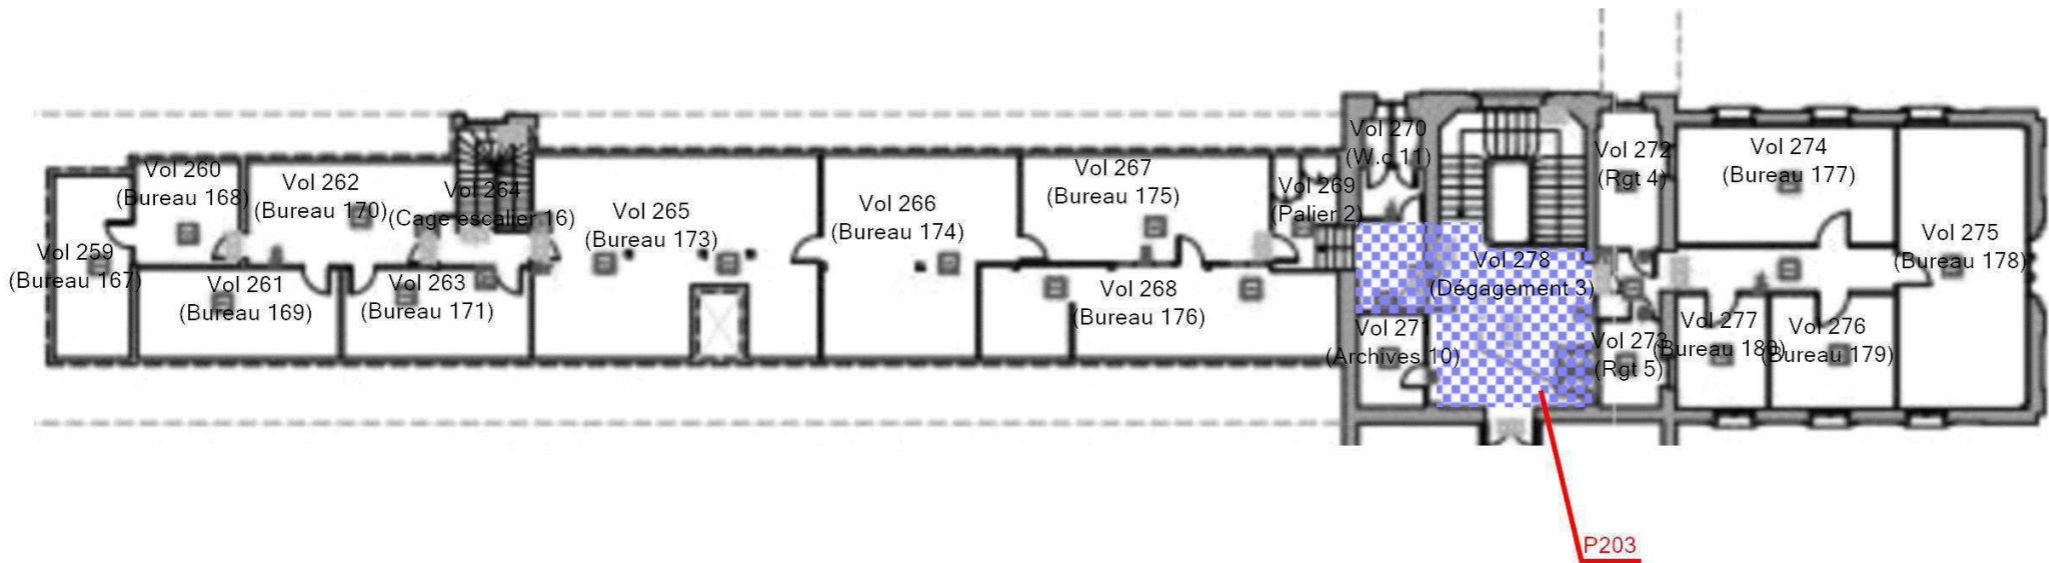 Vol 259
(Bureau 167)
Vol 260
(Bureau 168)
Vol 261
(Bureau 169)
Vol 262
(Bureau 170)
Vol 263
(Bureau 171)
Vol 264
(Cage escalier 16)
Vol 265
(Bureau 173)
Vol 266
(Bureau 174)
Vol 267
(Bureau 175)
Vol 268
(Bureau 176)
Vol 269
(Palier 2)
Vol 270
(W.c 11)
Vol 271
(Archives 10)
Vol 278
(Dégagement 3)
Vol 272
(Rgt 4)
Vol 273
(Rgt 5)
Vol 274
(Bureau 177)
Vol 275
(Bureau 178)
Vol 277
(Bureau 180)
Vol 276
(Bureau 179)
P203